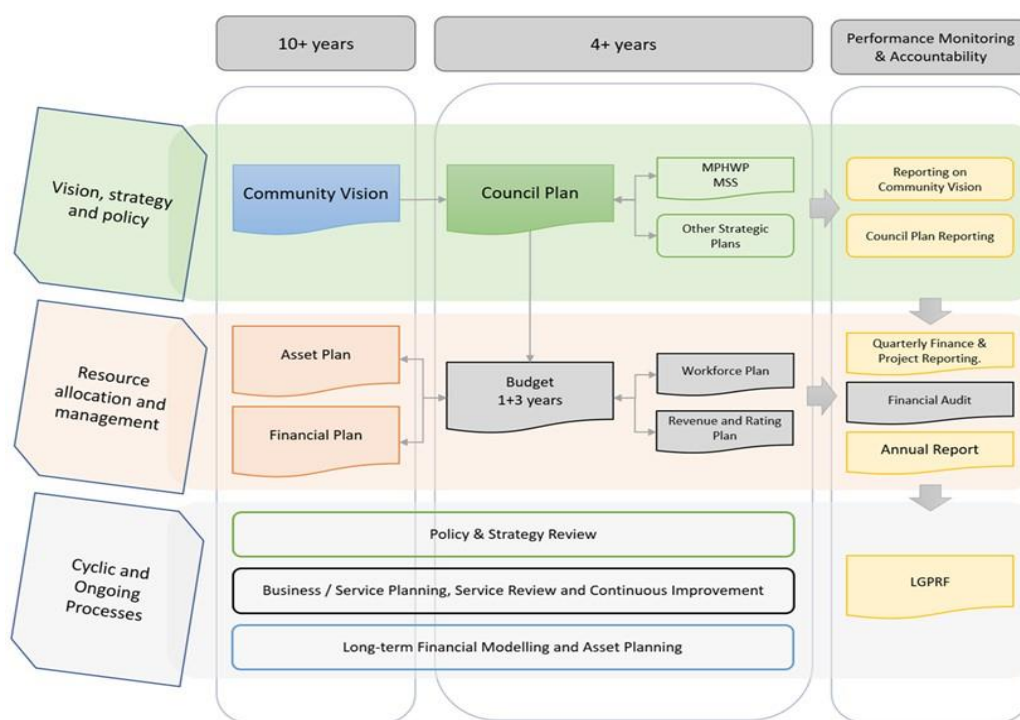 10+ years
4+ years
Performance Monitoring
& Accountability
Vision, strategy
and policy
Community Vision
Council Plan
MPHWP
MSS
Other Strategic
Plans
Reporting on
Community Vision
Council Plan Reporting
Resource
allocation and
management
Asset Plan
Financial Plan
Budget
1+3 years
Workforce Plan
Revenue and Rating
Plan
Quarterly Finance &
Project Reporting.
Financial Audit
Annual Report
Cyclic and
Ongoing
Processes
Policy & Strategy Review
Business / Service Planning, Service Review and Continuous Improvement
Long-term Financial Modelling and Asset Planning
LGPRF